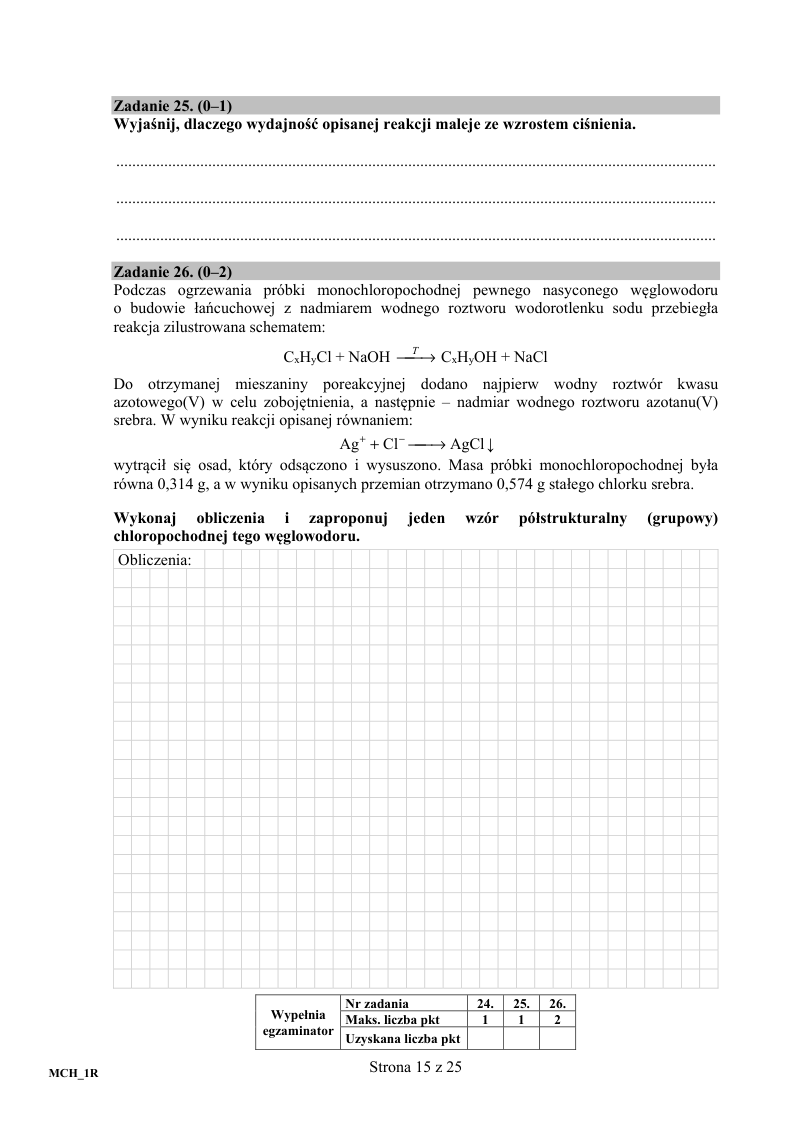 Zadanie 25. (0–1)
Wyjaśnij, dlaczego wydajność opisanej reakcji maleje ze wzrostem ciśnienia.
.......................................................................................................................................................
.......................................................................................................................................................
.......................................................................................................................................................
Zadanie 26. (0–2)
Podczas ogrzewania próbki monochloropochodnej pewnego nasyconego węglowodoru
o budowie łańcuchowej z nadmiarem wodnego roztworu wodorotlenku sodu przebiegła
reakcja zilustrowana schematem:
CₓHᵧCl + NaOH —T→ CₓHᵧOH + NaCl
Do otrzymanej mieszaniny poreakcyjnej dodano najpierw wodny roztwór kwasu
azotowego(V) w celu zobojętnienia, a następnie – nadmiar wodnego roztworu azotanu(V)
srebra. W wyniku reakcji opisanej równaniem:
Ag⁺ + Cl⁻ ⟶ AgCl↓
wytrącił się osad, który odsączono i wysuszono. Masa próbki monochloropochodnej była
równa 0,314 g, a w wyniku opisanych przemian otrzymano 0,574 g stałego chlorku srebra.
Wykonaj obliczenia i zaproponuj jeden wzór półstrukturalny (grupowy)
chloropochodnej tego węglowodoru.
Obliczenia:
Wypełnia egzaminator
Nr zadania 24. 25. 26.
Maks. liczba pkt 1 1 2
Uzyskana liczba pkt
Strona 15 z 25
MCH_1R